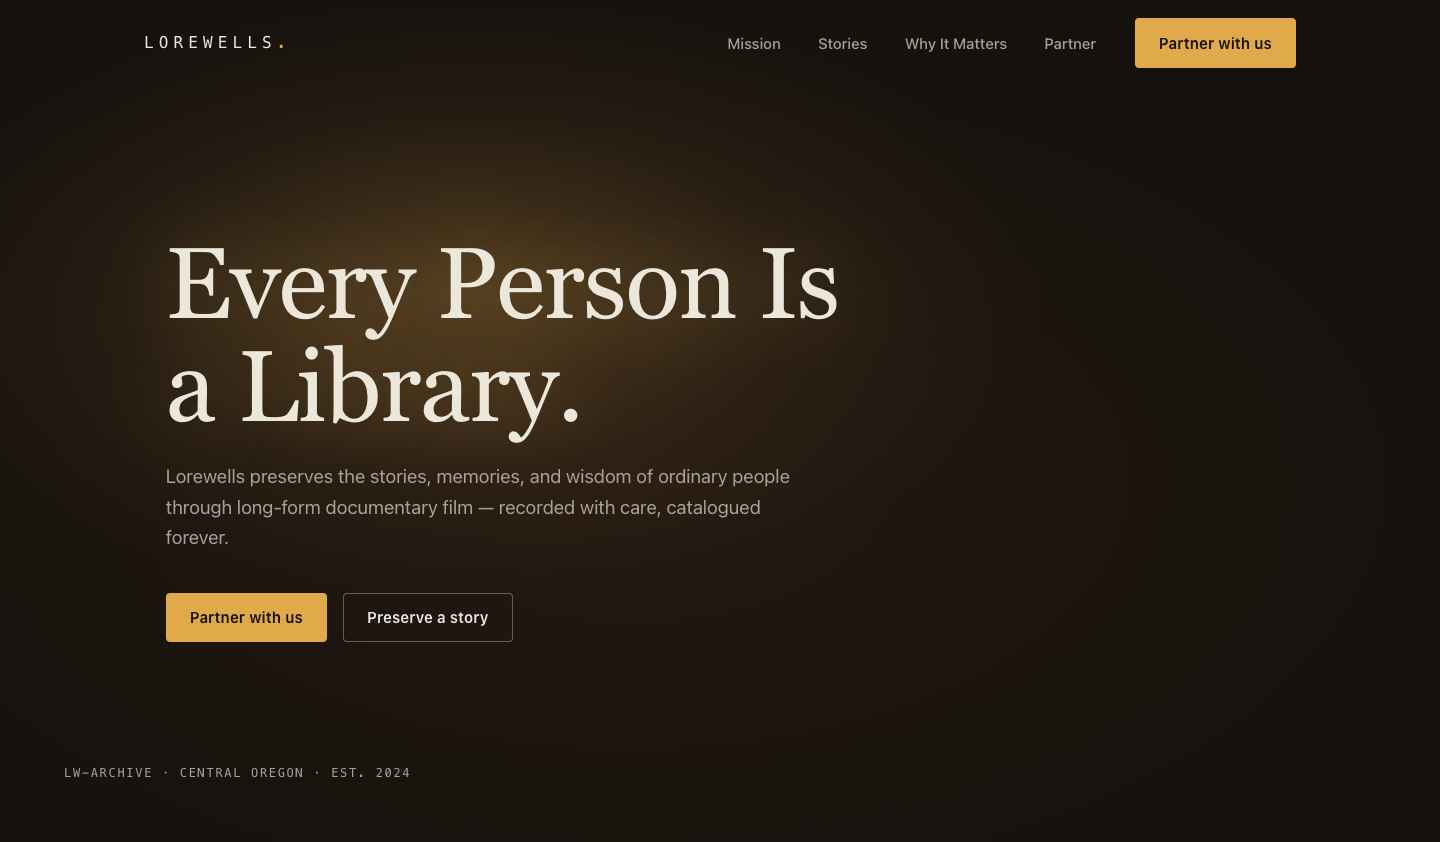 LOREWELLS.
Mission
Stories
Why It Matters
Partner
Partner with us
Every Person Is
a Library.
Lorewells preserves the stories, memories, and wisdom of ordinary people
through long-form documentary film — recorded with care, catalogued
forever.
Partner with us
Preserve a story
LW-ARCHIVE · CENTRAL OREGON · EST. 2024